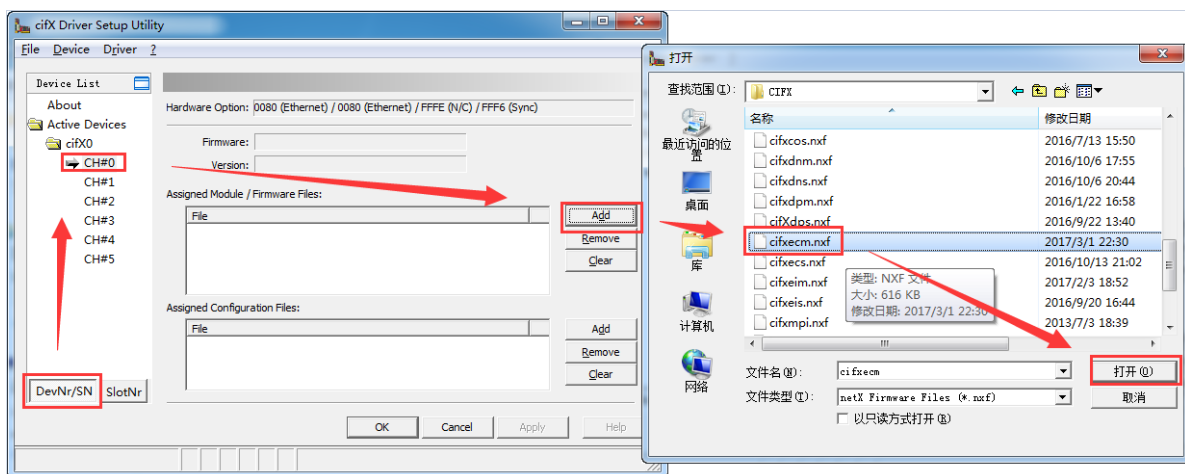 cifX Driver Setup Utility
File Device Driver ?
Device List
About
Active Devices
cifX0
CH#0
CH#1
CH#2
CH#3
CH#4
CH#5
DevNr/SN SlotNr
Hardware Option: 0080 (Ethernet) / 0080 (Ethernet) / FFFE (N/C) / FFF6 (Sync)
Firmware:
Version:
Assigned Module / Firmware Files:
File
Add
Remove
Clear
Assigned Configuration Files:
File
Add
Remove
Clear
OK Cancel Apply Help
打开
查找范围(I): CIFX
最近访问的位置
桌面
库
计算机
网络
名称 修改日期
cifxcos.nxf 2016/7/13 15:50
cifxdnm.nxf 2016/10/6 17:55
cifxdns.nxf 2016/10/6 20:44
cifxdpm.nxf 2016/1/22 16:58
cifXdps.nxf 2016/9/22 13:40
cifxecm.nxf 2017/3/1 22:30
cifxecs.nxf 2016/10/13 21:02
cifxeim.nxf 2017/2/3 18:52
cifxeis.nxf 2016/9/20 16:44
cifxmpi.nxf 2013/7/3 18:39
类型: NXF 文件
大小: 616 KB
修改日期: 2017/3/1 22:30
文件名(N): cifxecm 打开(O)
文件类型(T): netX Firmware Files (*.nxf) 取消
以只读方式打开(R)